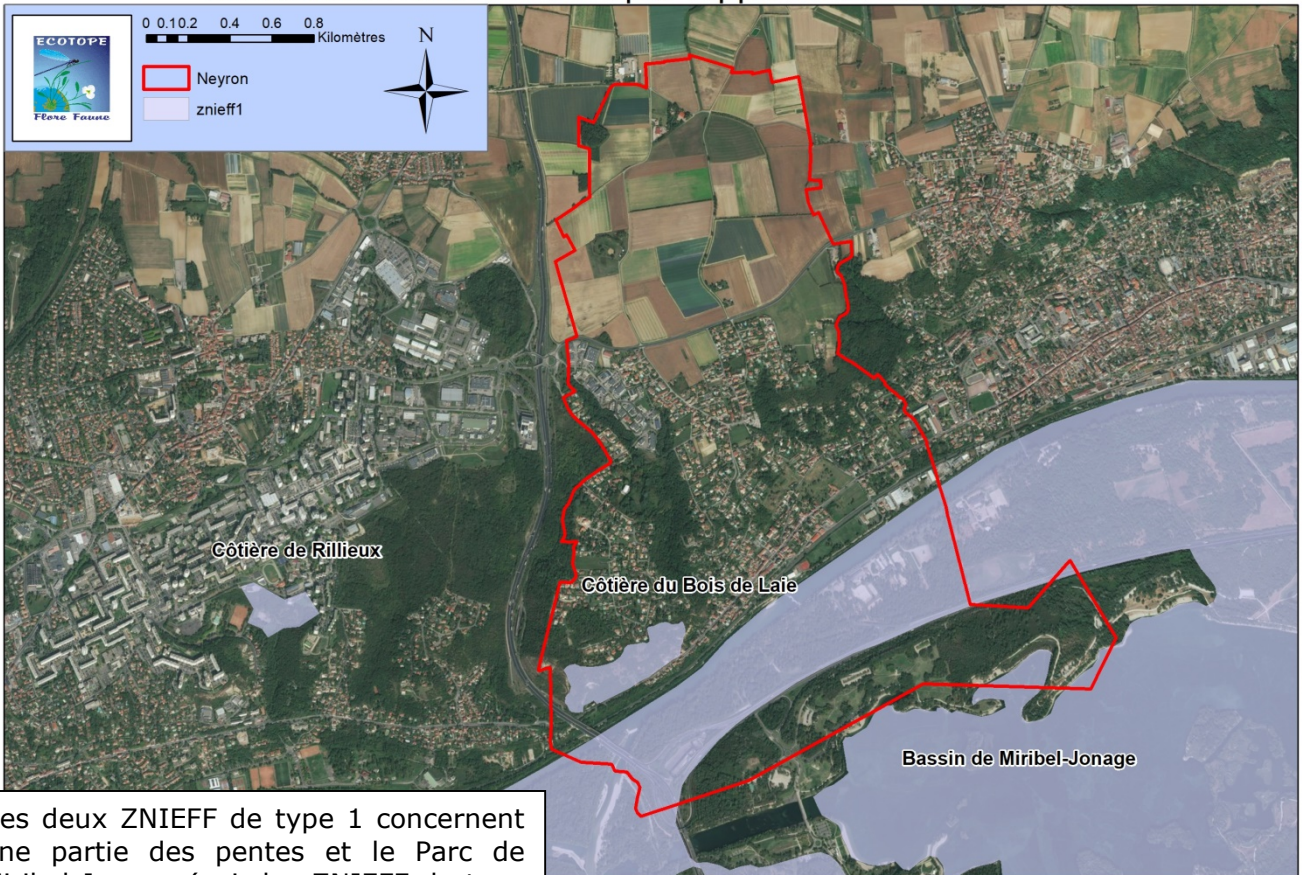 ECOTOPE
Flore Faune
0 0.10.2 0.4 0.6 0.8
Kilomètres
N
Neyron
znieff1
Côtière de Rillieux
Côtière du Bois de Laie
Bassin de Miribel-Jonage
es deux ZNIEFF de type 1 concernent
ne partie des pentes et le Parc de